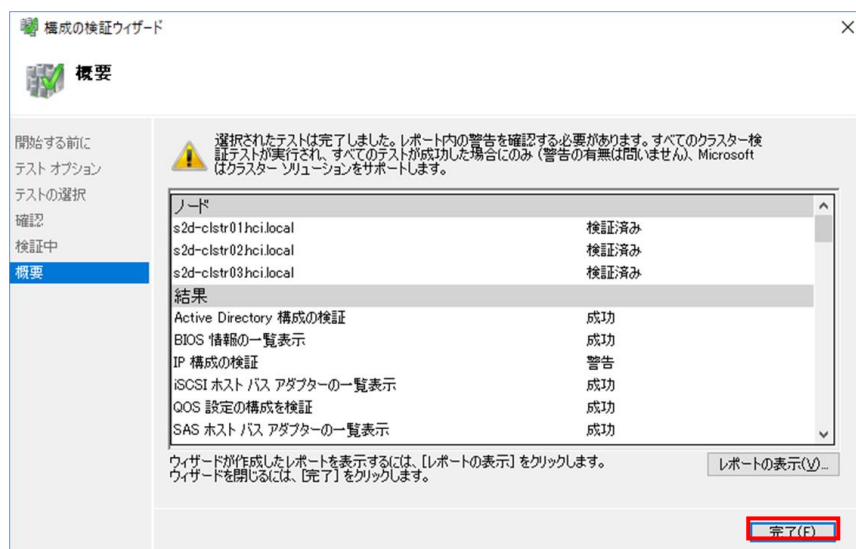 構成の検証ウィザード
概要
開始する前に
テスト オプション
テストの選択
確認
検証中
概要
選択されたテストは完了しました。レポート内の警告を確認する必要があります。すべてのクラスター検
証テストが実行され、すべてのテストが成功した場合にのみ (警告の有無は問いません)、Microsoft
はクラスター ソリューションをサポートします。
ノード
s2d-clstr01.hci.local 検証済み
s2d-clstr02.hci.local 検証済み
s2d-clstr03.hci.local 検証済み
結果
Active Directory 構成の検証 成功
BIOS 情報の一覧表示 成功
IP 構成の検証 警告
iSCSI ホスト バス アダプターの一覧表示 成功
QOS 設定の構成を検証 成功
SAS ホスト バス アダプターの一覧表示 成功
ウィザードが作成したレポートを表示するには、[レポートの表示] をクリックします。
ウィザードを閉じるには、[完了] をクリックします。
レポートの表示(V)...
完了(F)